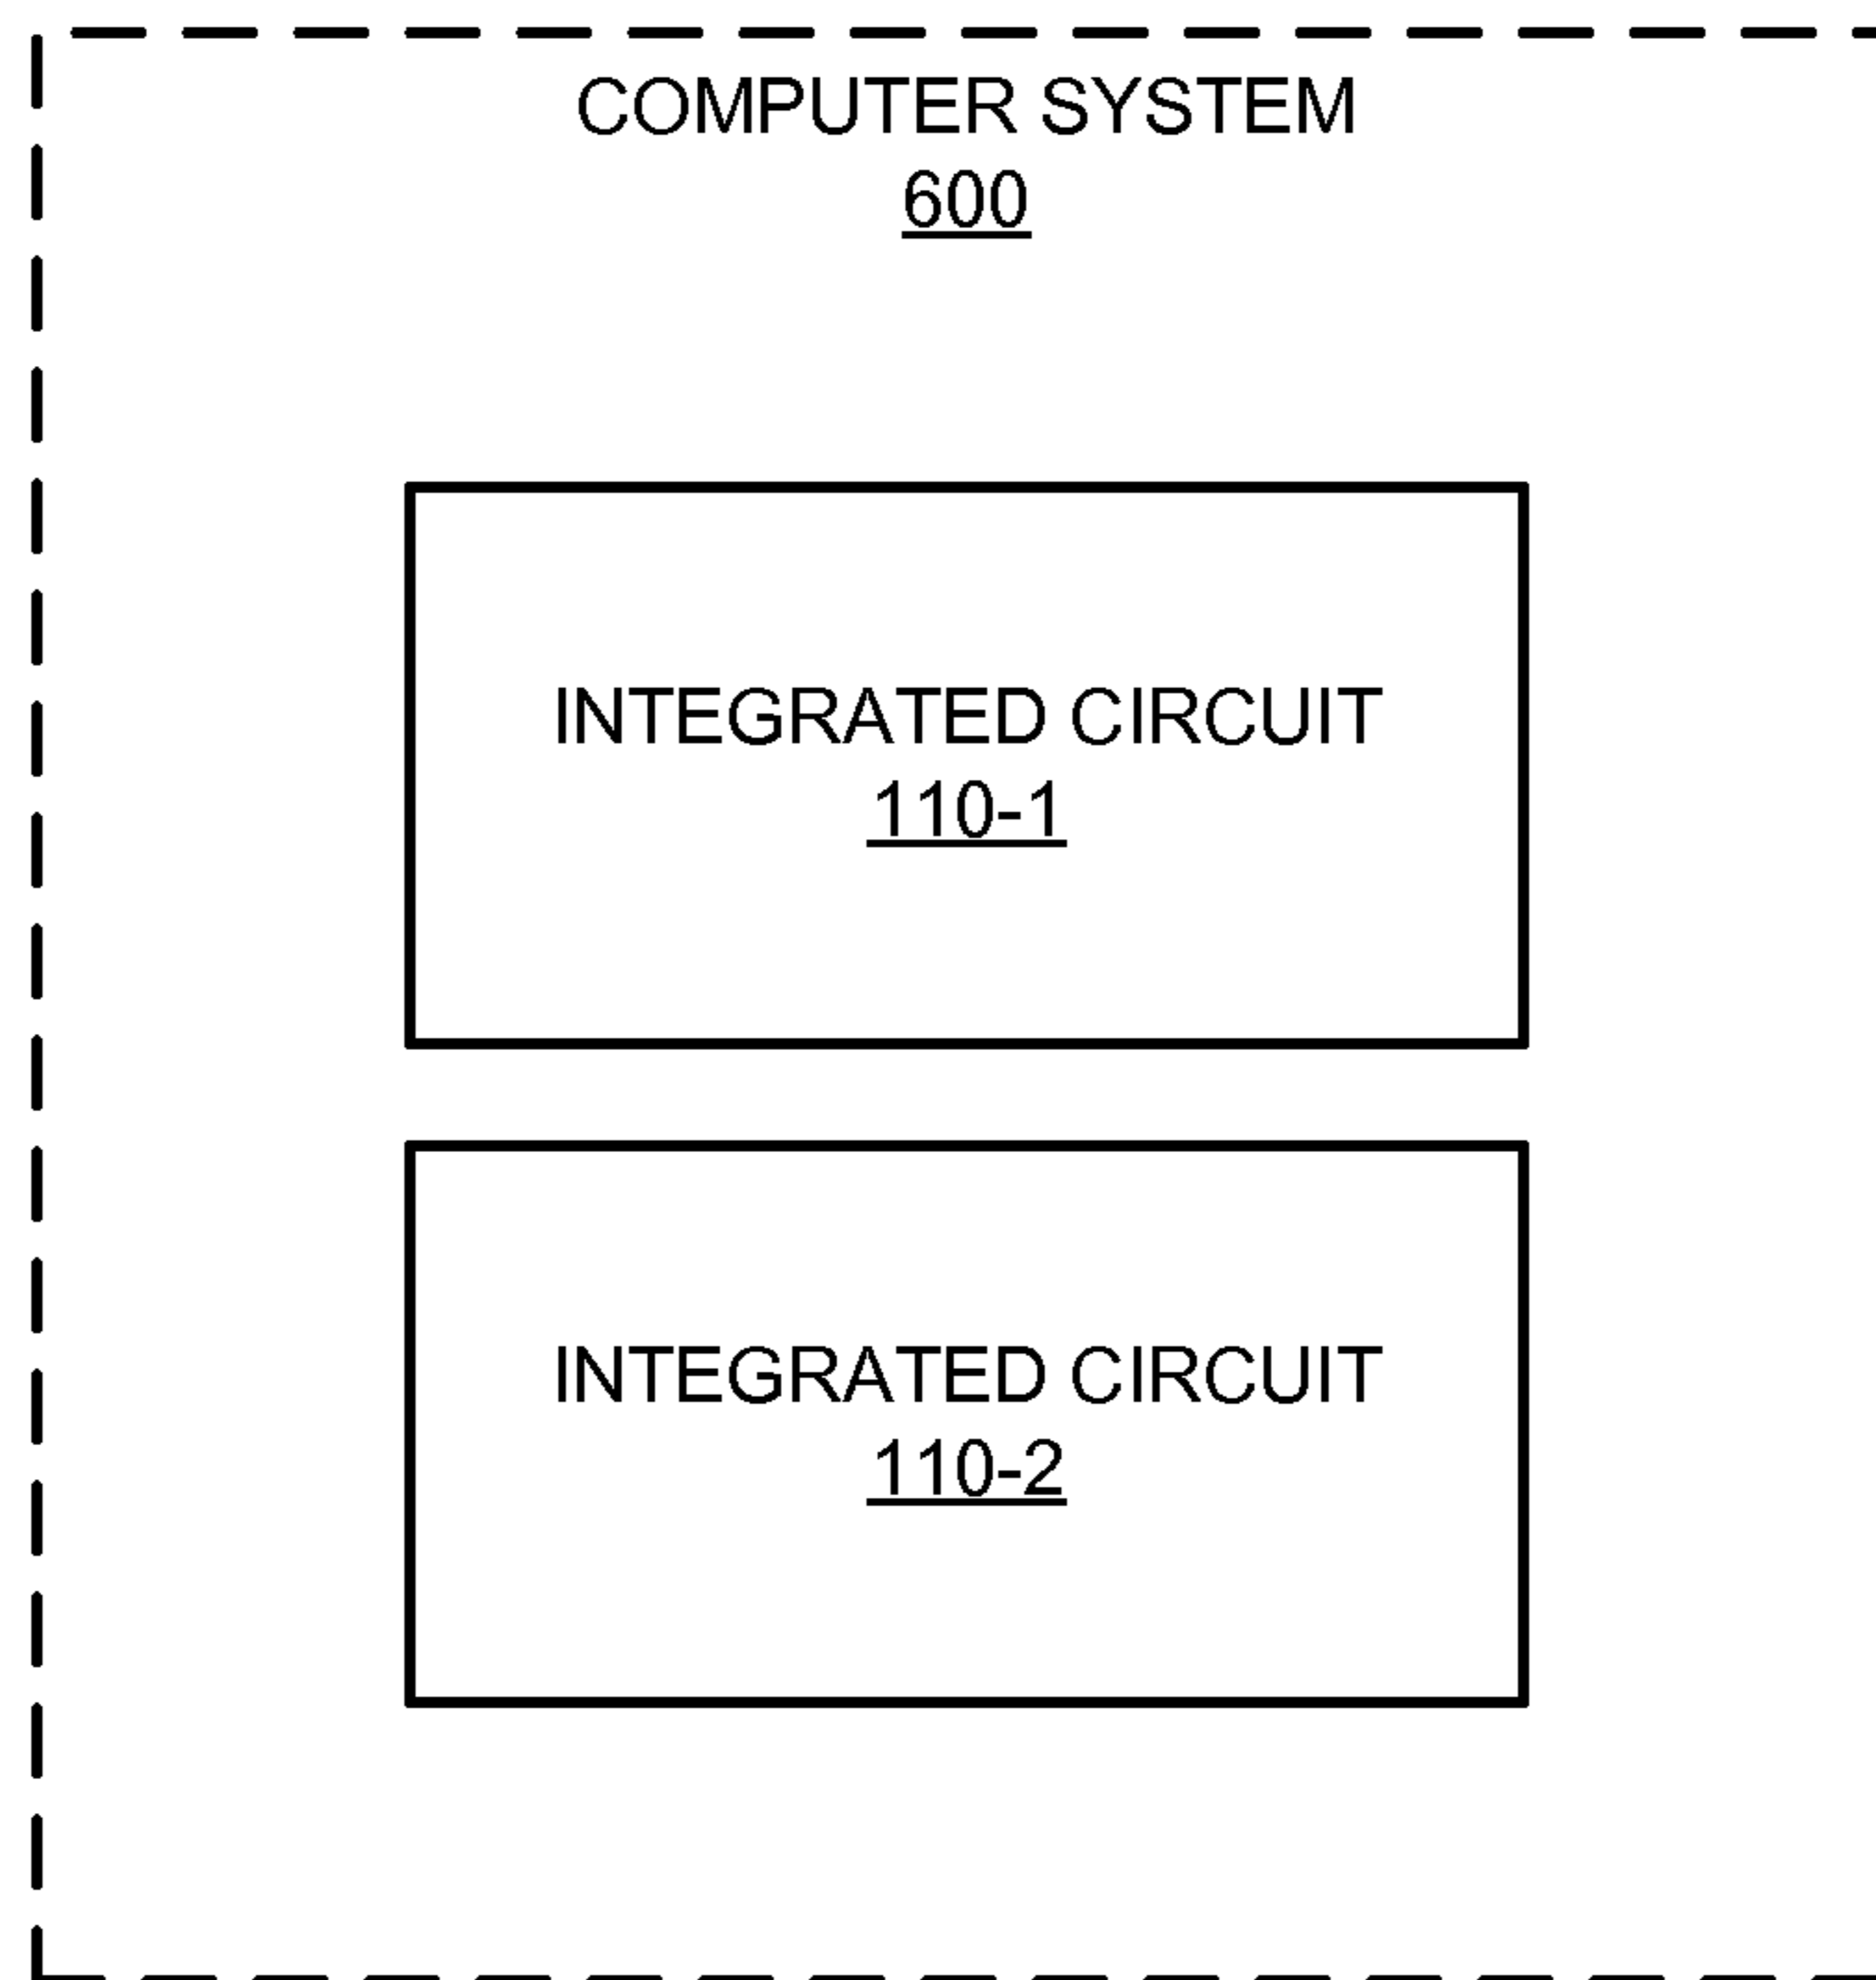 COMPUTER SYSTEM
600
INTEGRATED CIRCUIT
110-1
INTEGRATED CIRCUIT
110-2